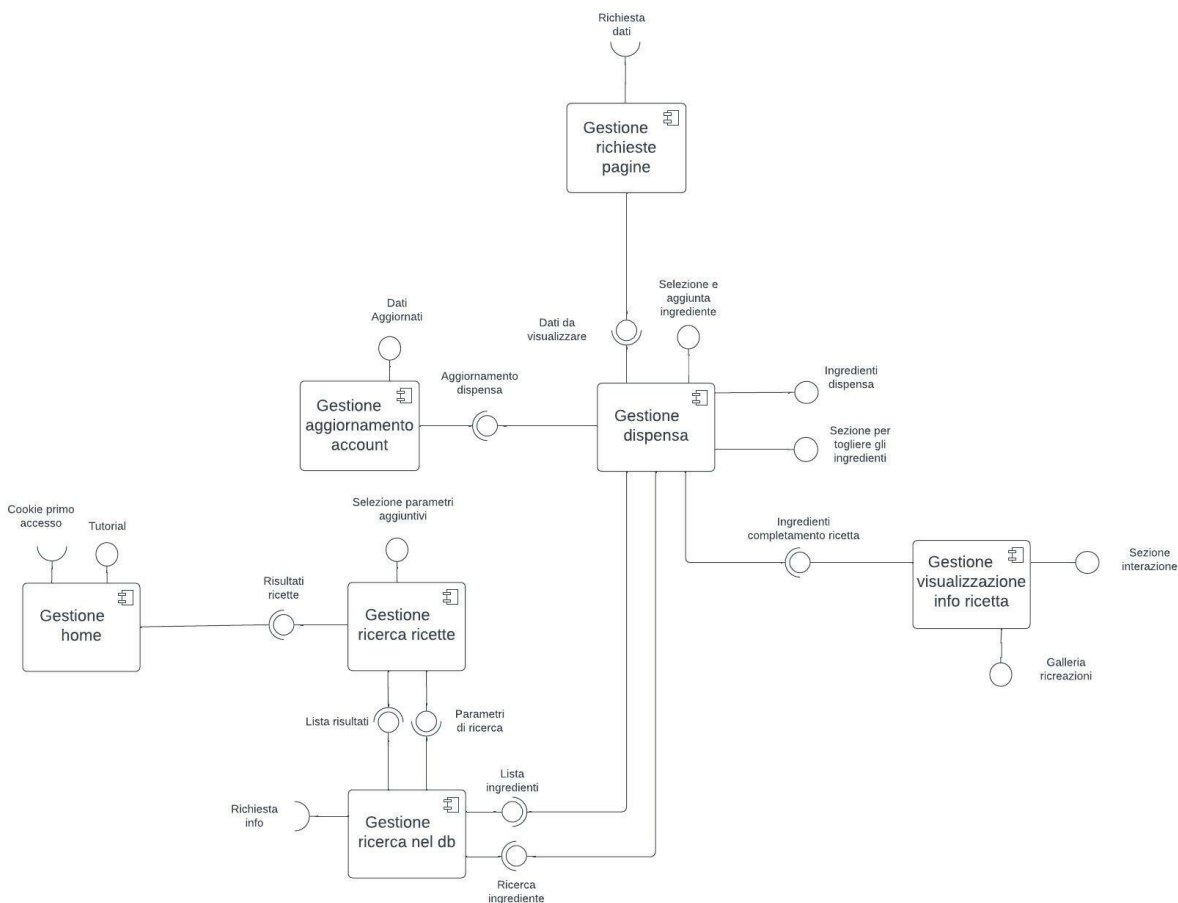 Richiesta
dati
Gestione
richieste
pagine
Selezione e
aggiunta
ingrediente
Dati
Aggiornati
Dati da
visualizzare
Aggiornamento
dispensa
Ingredienti
dispensa
Gestione
aggiornamento
account
Gestione
dispensa
Sezione per
togliere gli
ingredienti
Cookie primo
accesso
Tutorial
Selezione parametri
aggiuntivi
Ingredienti
completamento ricetta
Gestione
visualizzazione
info ricetta
Sezione
interazione
Risultati
ricette
Gestione
home
Gestione
ricerca ricette
Galleria
ricreazioni
Lista risultati
Parametri
di ricerca
Lista
ingredienti
Richiesta
info
Gestione
ricerca nel db
Ricerca
ingrediente